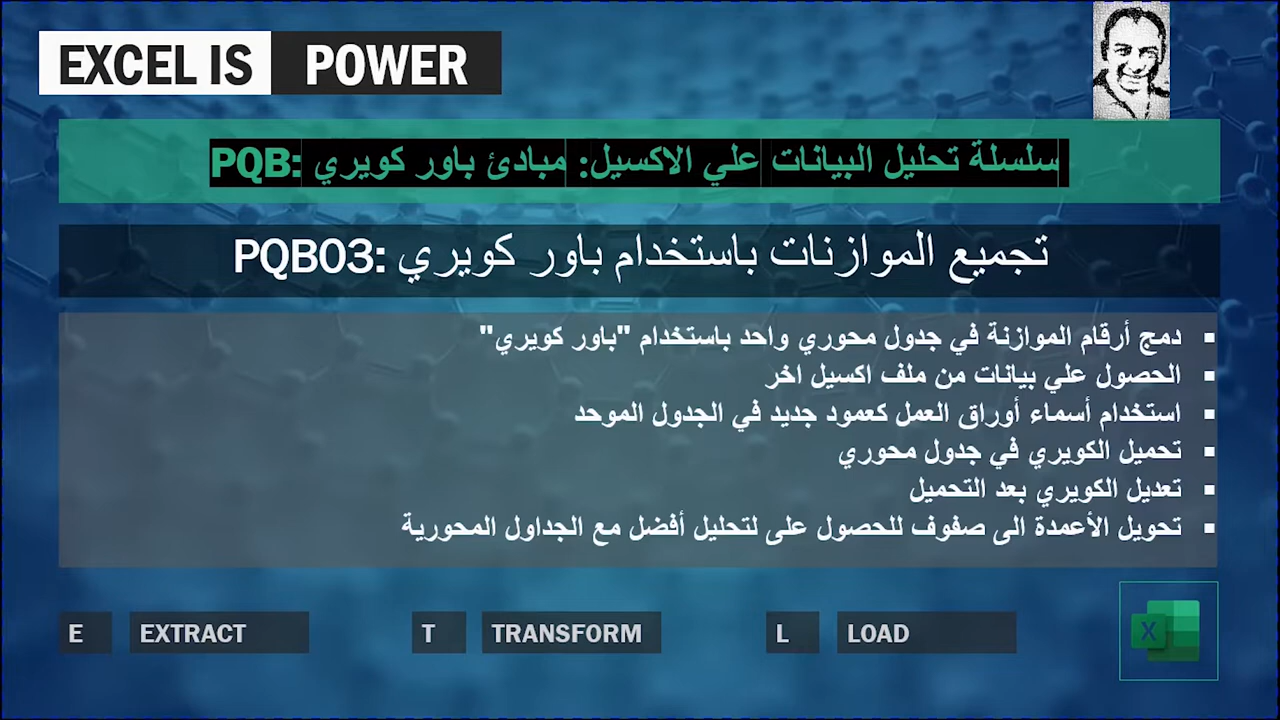 EXCEL IS POWER
سلسلة تحليل البيانات علي الاكسيل: مبادئ باور كويري :PQB
تجميع الموازنات باستخدام باور كويري :PQB03
▪ دمج أرقام الموازنة في جدول محوري واحد باستخدام "باور كويري"
▪ الحصول علي بيانات من ملف اكسيل اخر
▪ استخدام أسماء أوراق العمل كعمود جديد في الجدول الموحد
▪ تحميل الكويري في جدول محوري
▪ تعديل الكويري بعد التحميل
▪ تحويل الأعمدة الى صفوف للحصول على لتحليل أفضل مع الجداول المحورية
E EXTRACT T TRANSFORM L LOAD
X